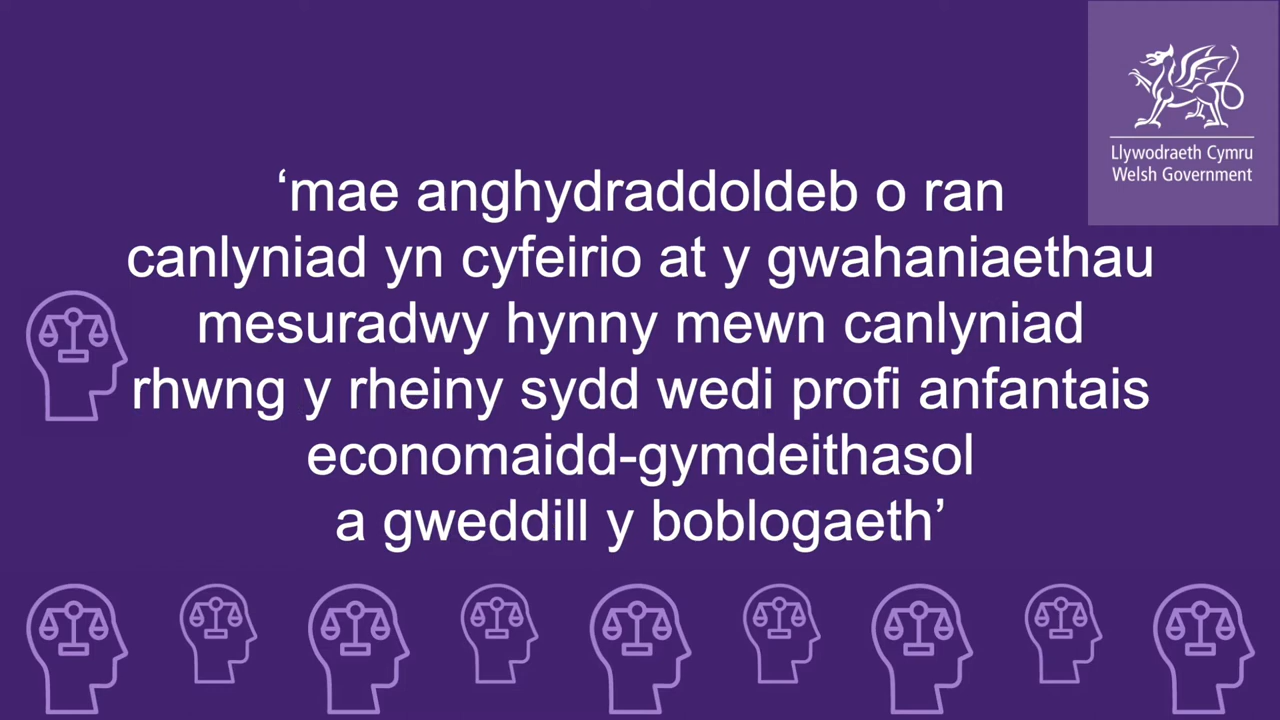 Llywodraeth Cymru
Welsh Government
‘mae anghydraddoldeb o ran
canlyniad yn cyfeirio at y gwahaniaethau
mesuradwy hynny mewn canlyniad
rhwng y rheiny sydd wedi profi anfantais
economaidd-gymdeithasol
a gweddill y boblogaeth’